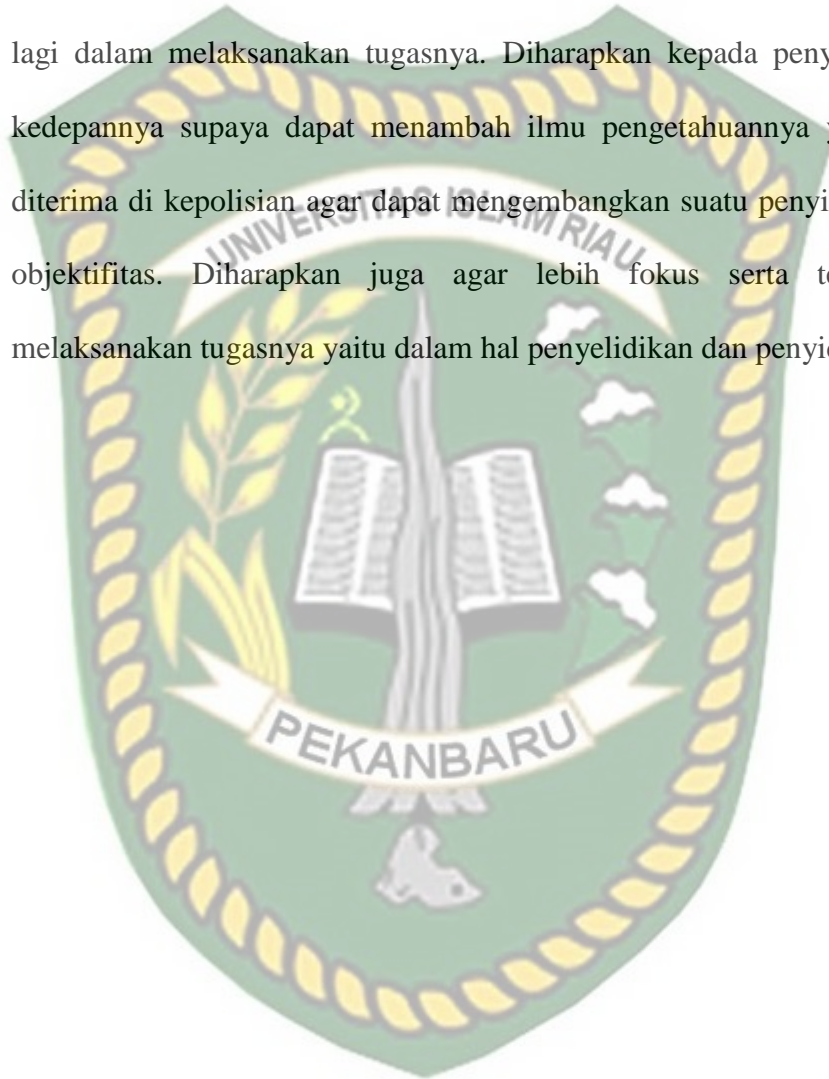 lagi dalam melaksanakan tugasnya. Diharapkan kepada
kedepannya supaya dapat menambah ilmu pengetahuannya
diterima di kepolisian agar dapat mengembangkan suatu
objektifitas. Diharapkan juga agar lebih fokus serta
melaksanakan tugasnya yaitu dalam hal penyelidikan dan
UNIVERSITAS ISLAM RIAU
PEKANBARU